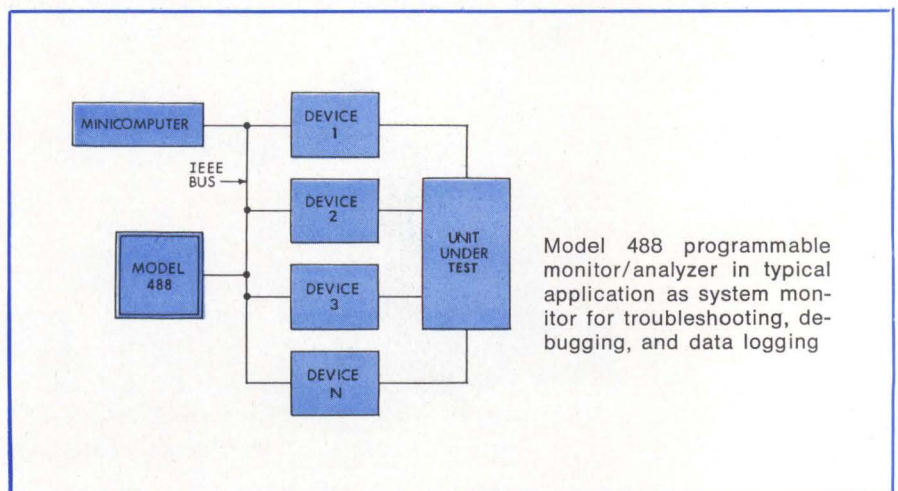 MINICOMPUTER
IEEE
BUS
MODEL
488
DEVICE
1
DEVICE
2
DEVICE
3
DEVICE
N
UNIT
UNDER
TEST
Model 488 programmable
monitor/analyzer in typical
application as system mon-
itor for troubleshooting, de-
bugging, and data logging